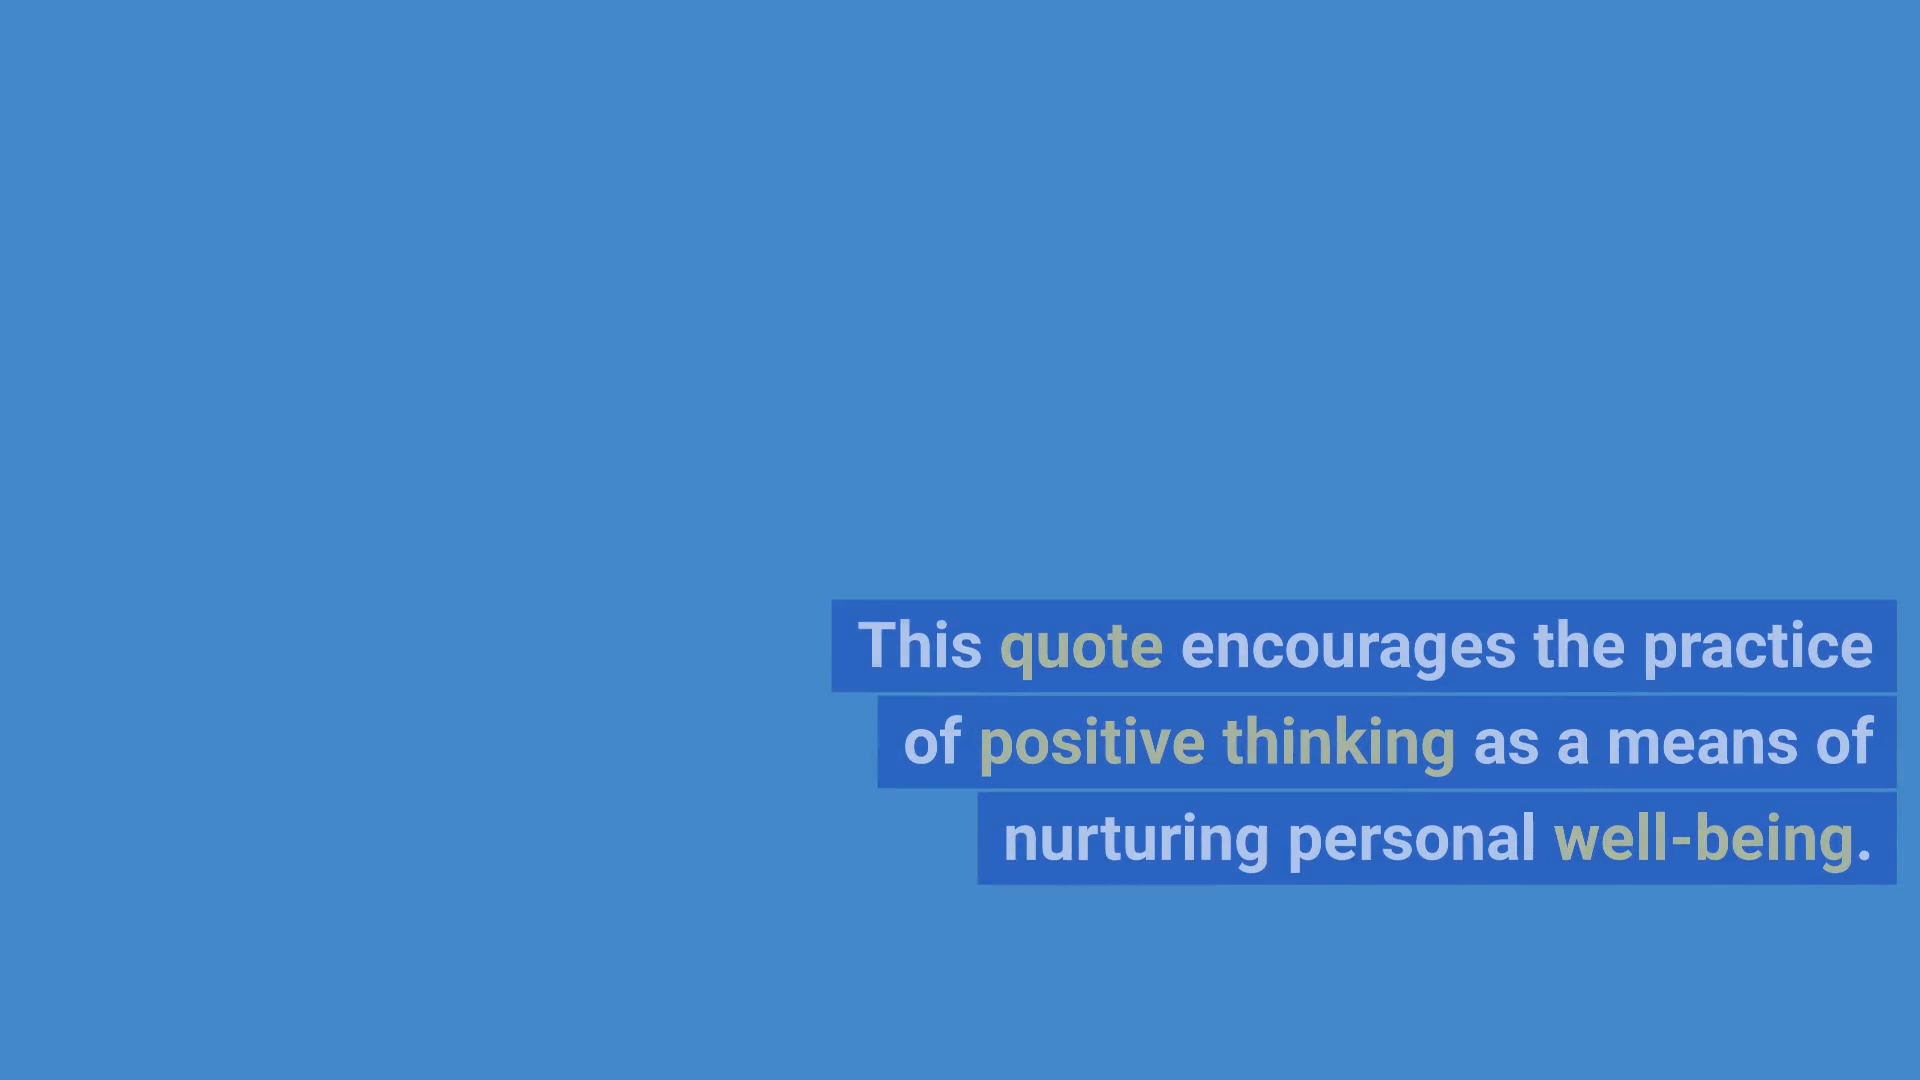 This quote encourages the practice
of positive thinking as a means of
nurturing personal well-being.